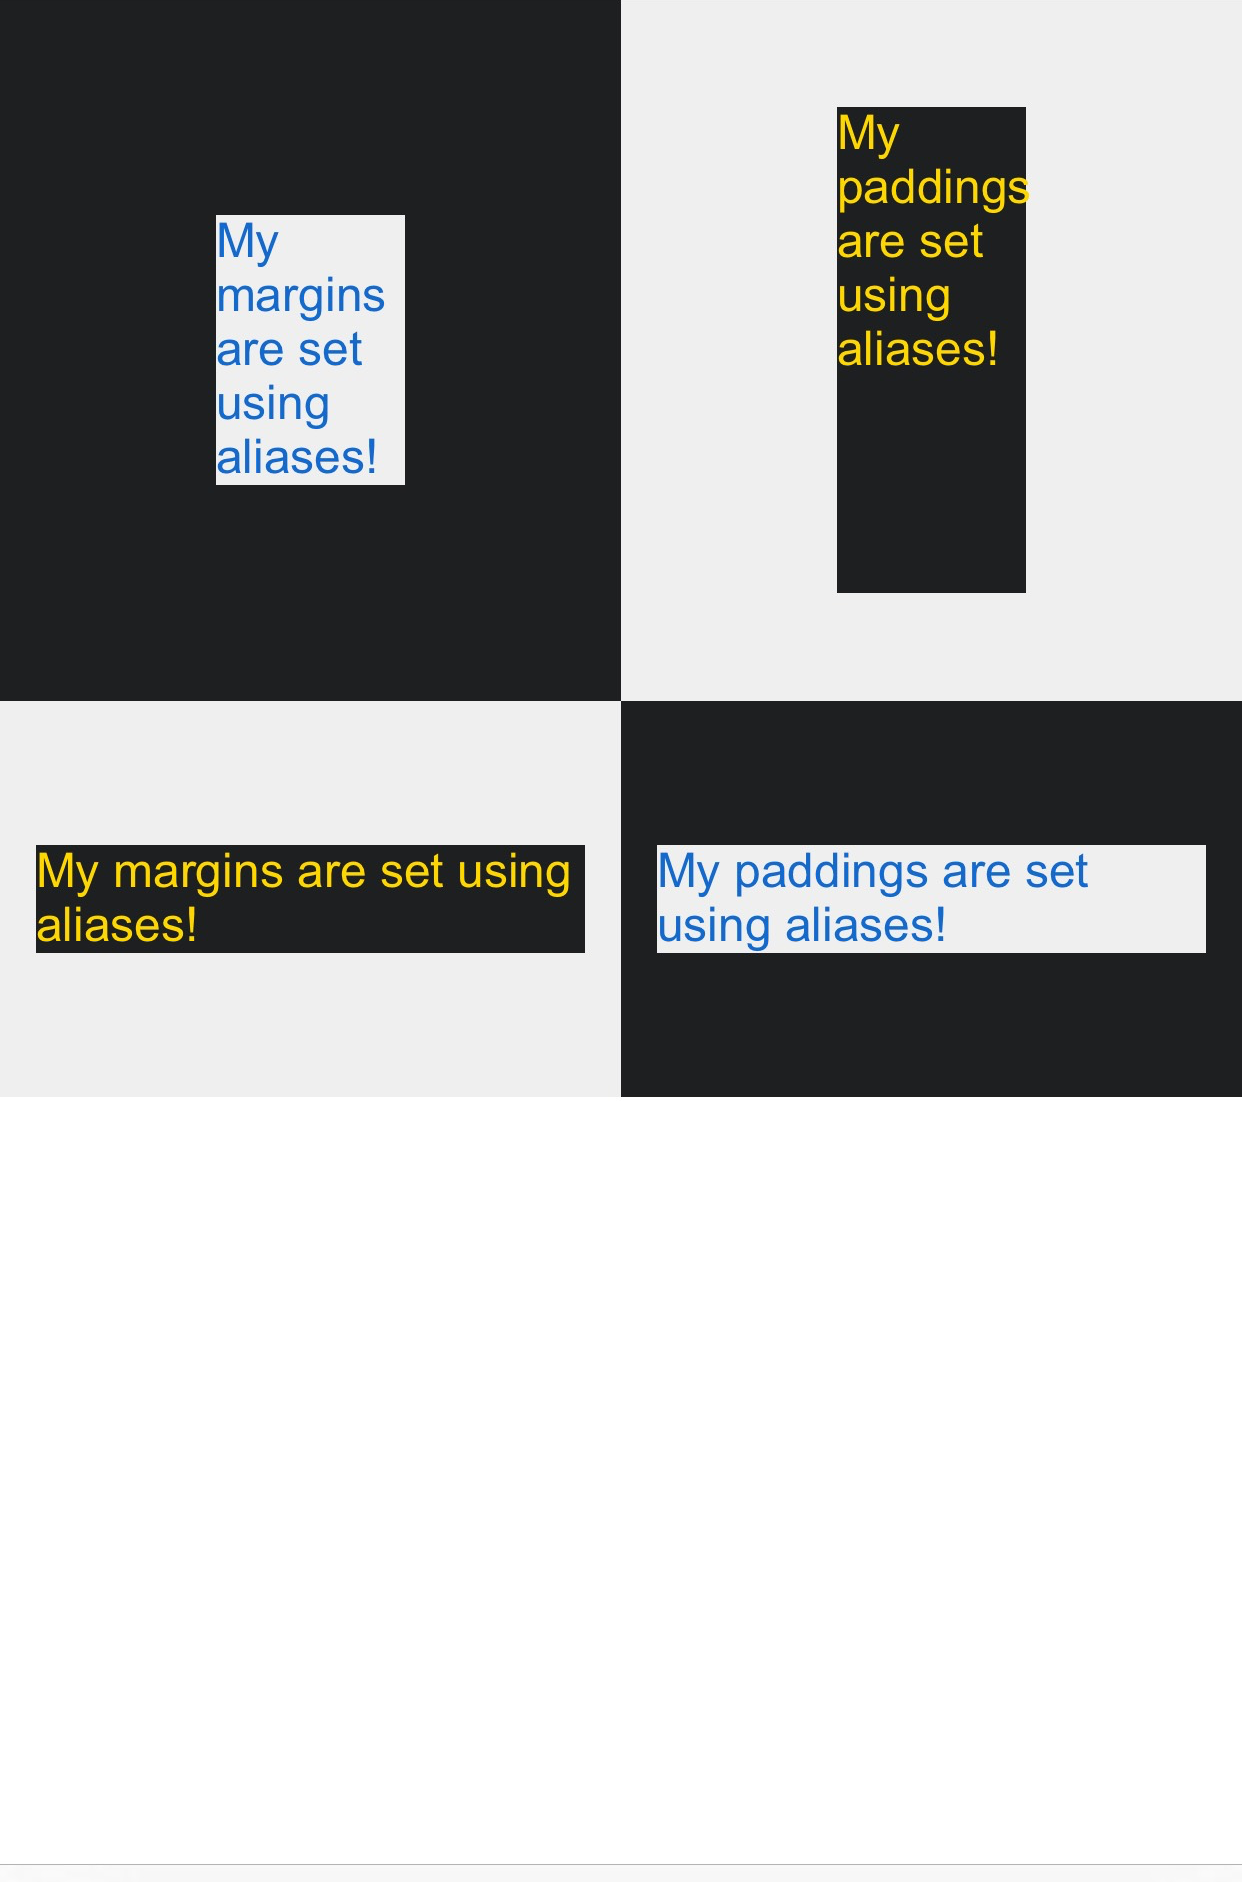 My
margins
are set
using
aliases!
My
paddings
are set
using
aliases!
My margins are set using
aliases!
My paddings are set
using aliases!